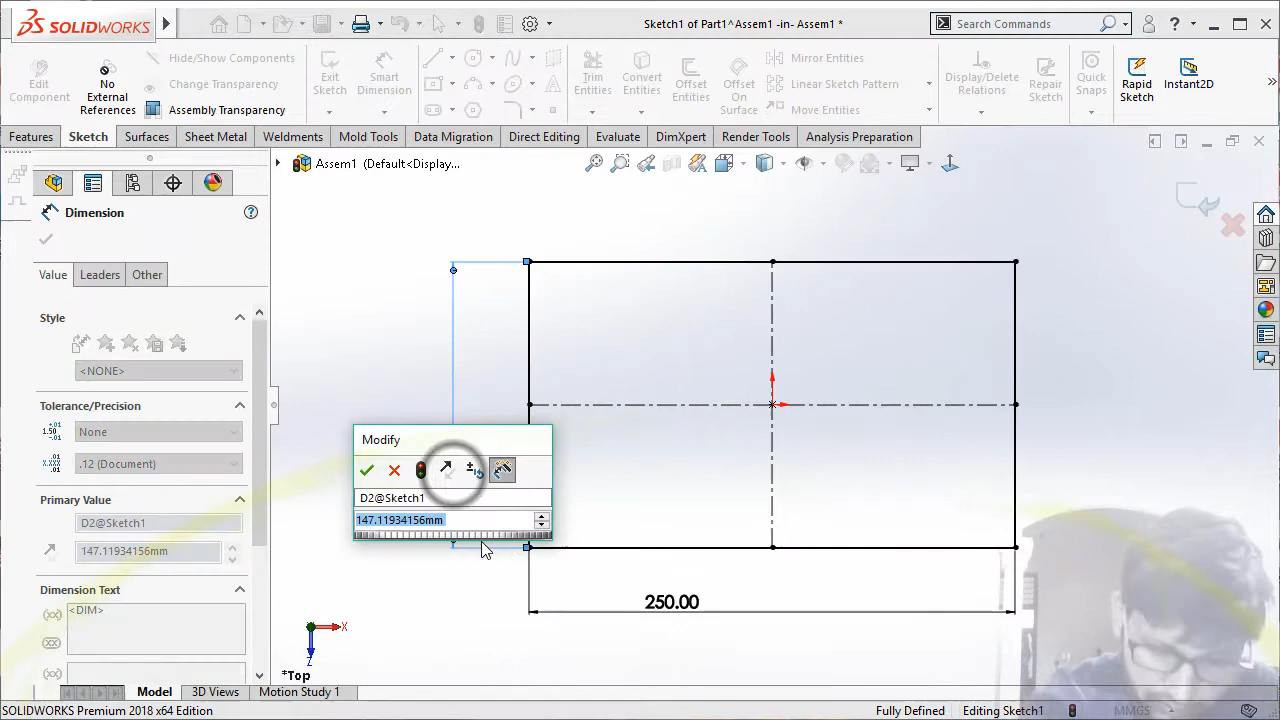 SOLIDWORKS
Sketch1 of Part1^Assem1 -in- Assem1 *
Search Commands
?
Edit Component
No External References
Hide/Show Components
Change Transparency
Assembly Transparency
Exit Sketch
Smart Dimension
Trim Entities
Convert Entities
Offset Entities
Offset On Surface
Mirror Entities
Linear Sketch Pattern
Move Entities
Display/Delete Relations
Repair Sketch
Quick Snaps
Rapid Sketch
Instant2D
Features
Sketch
Surfaces
Sheet Metal
Weldments
Mold Tools
Data Migration
Direct Editing
Evaluate
DimXpert
Render Tools
Analysis Preparation
Assem1 (Default<Display...
Dimension
Value
Leaders
Other
Style
<NONE>
Tolerance/Precision
None
.12 (Document)
Primary Value
D2@Sketch1
147.11934156mm
Dimension Text
<DIM>
Modify
D2@Sketch1
147.11934156mm
250.00
X
Z
*Top
Model
3D Views
Motion Study 1
SOLIDWORKS Premium 2018 x64 Edition
Fully Defined
Editing Sketch1
MMGS